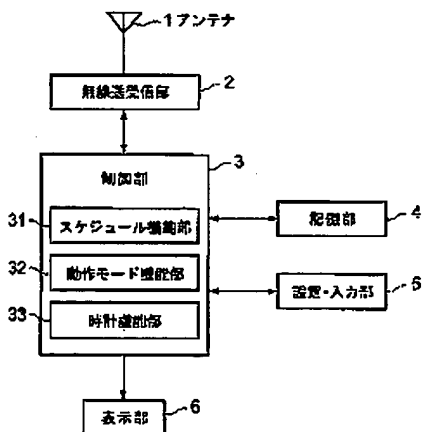 1 アンテナ
無線送受信部 2
制御部 3
31 スケジュール機能部
記憶部 4
32 動作モード機能部
設定・入力部 5
33 時計機能部
表示部 6